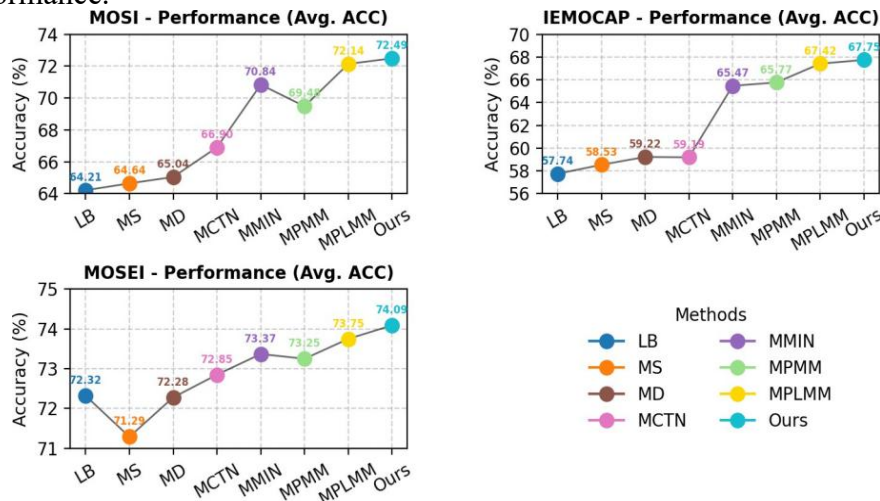 ormance.
MOSI - Performance (Avg. ACC)
Accuracy (%)
74
72
70
68
66
64
64.21
64.64
65.04
66.90
70.84
69.48
72.14
72.49
LB
MS
MD
MCTN
MMIN
MPMM
MPLMM
Ours
IEMOCAP - Performance (Avg. ACC)
Accuracy (%)
70
68
66
64
62
60
58
56
57.74
58.53
59.22
59.19
65.47
65.77
67.42
67.75
LB
MS
MD
MCTN
MMIN
MPMM
MPLMM
Ours
MOSEI - Performance (Avg. ACC)
Accuracy (%)
75
74
73
72
71
72.32
71.29
72.28
72.85
73.37
73.25
73.75
74.09
LB
MS
MD
MCTN
MMIN
MPMM
MPLMM
Ours
Methods
LB
MS
MD
MCTN
MMIN
MPMM
MPLMM
Ours